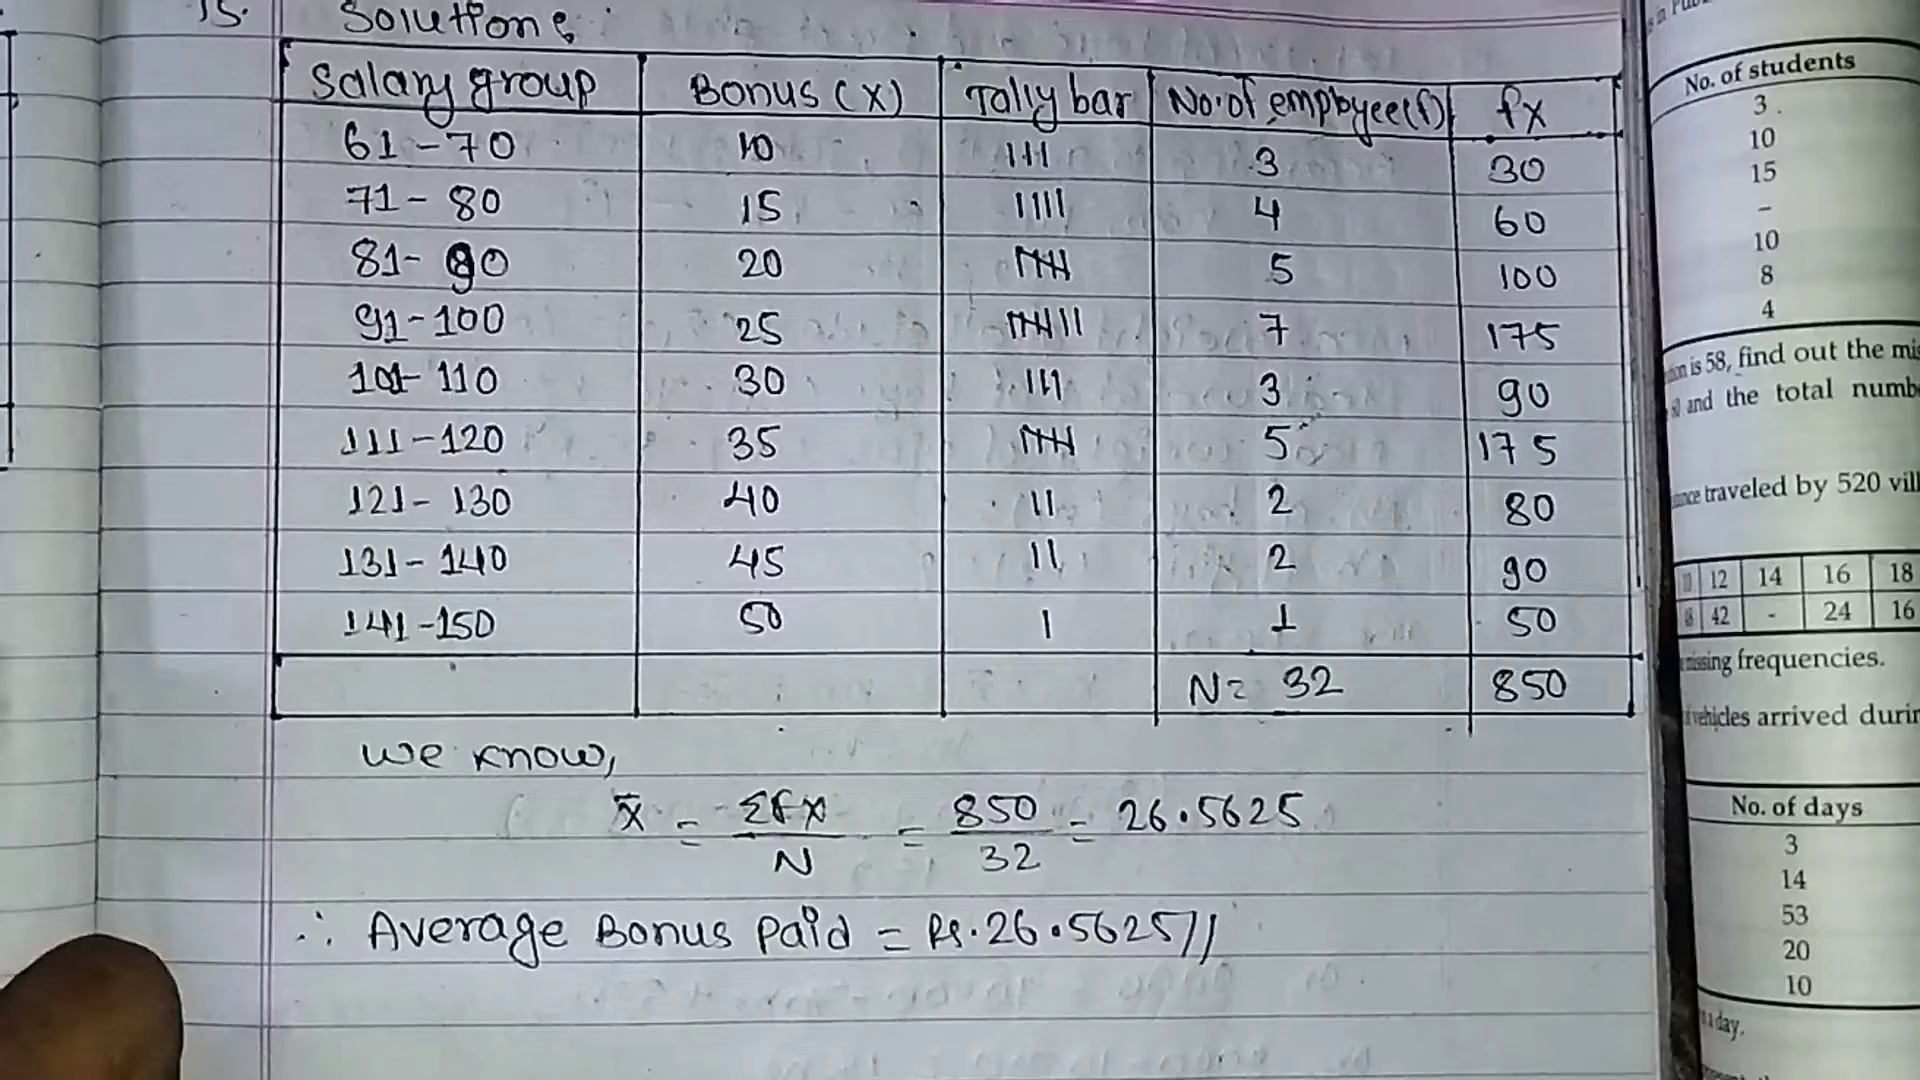 15. Solution:
Salary group Bonus (x) Tally bar No. of employee(f) fx
61-70 10 ||| 3 30
71-80 15 |||| 4 60
81-90 20 5 100
91-100 25 7 175
101-110 30 ||| 3 90
111-120 35 5 175
121-130 40 || 2 80
131-140 45 || 2 90
141-150 50 | 1 50
N = 32 850
we know,
x̄ = Σfx / N = 850 / 32 = 26.5625
∴ Average Bonus paid = Rs. 26.5625//
No. of students
3
10
15
-
10
8
4
is 58, find out the
and the total
traveled by 520
12 14 16 18
42 - 24 16
missing frequencies.
vehicles arrived
No. of days
3
14
53
20
10
a day.